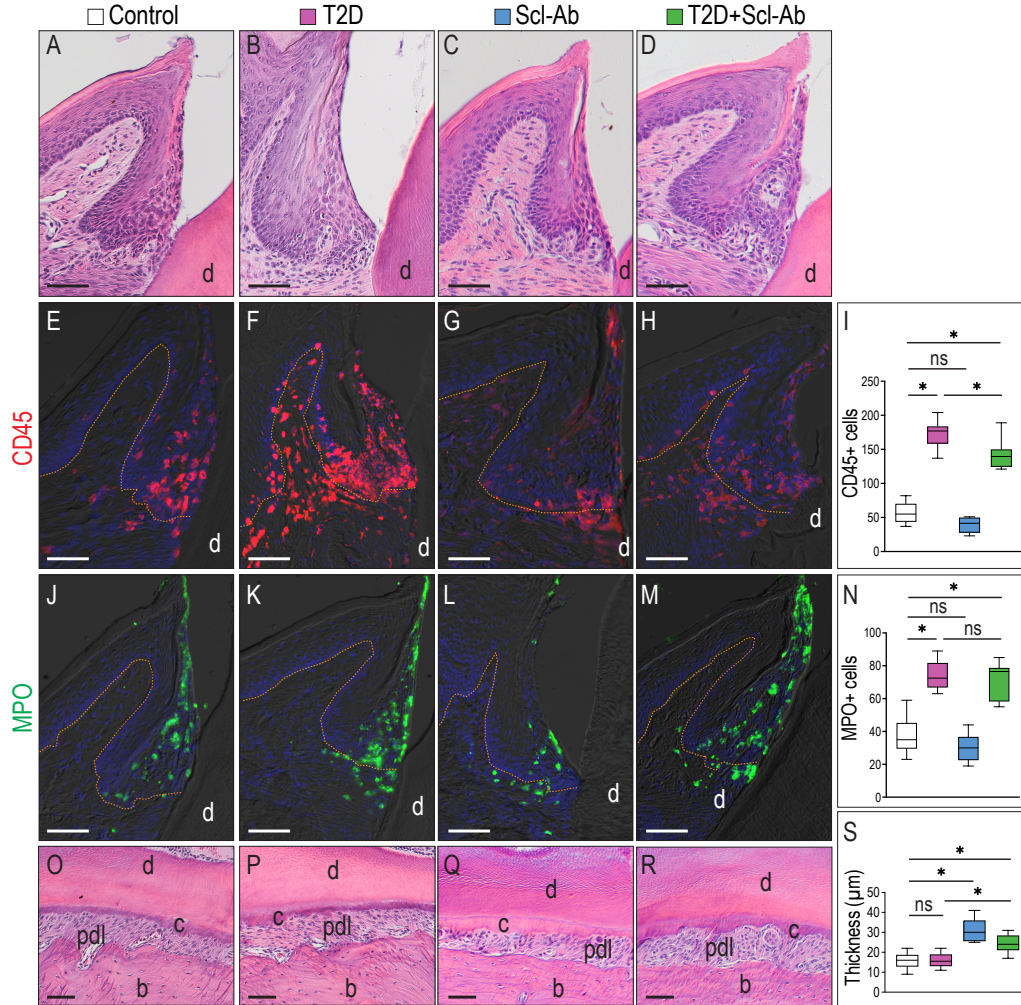 Control T2D Scl-Ab T2D+Scl-Ab
A B C D
d d d d
E F G H I
CD45
d d d d
*
ns
* *
250
200
150
100
50
0
CD45+ cells
J K L M N
MPO
d d d d
*
ns
* ns
100
80
60
40
20
0
MPO+ cells
O P Q R S
d d d d
c c c c
pdl pdl pdl pdl
b b b b
*
*
ns *
50
40
30
20
10
0
Thickness (µm)